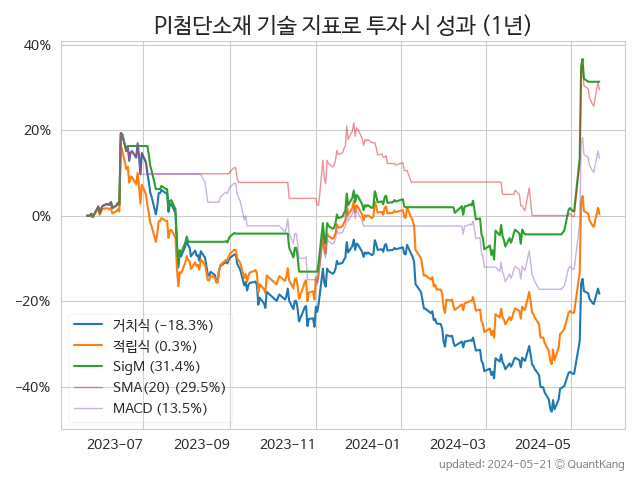 PI첨단소재 기술 지표로 투자 시 성과 (1년)
40%
20%
0%
−20%
−40%
거치식 (−18.3%)
적립식 (0.3%)
SigM (31.4%)
SMA(20) (29.5%)
MACD (13.5%)
2023−07 2023−09 2023−11 2024−01 2024−03 2024−05
updated: 2024-05-21 © QuantKang